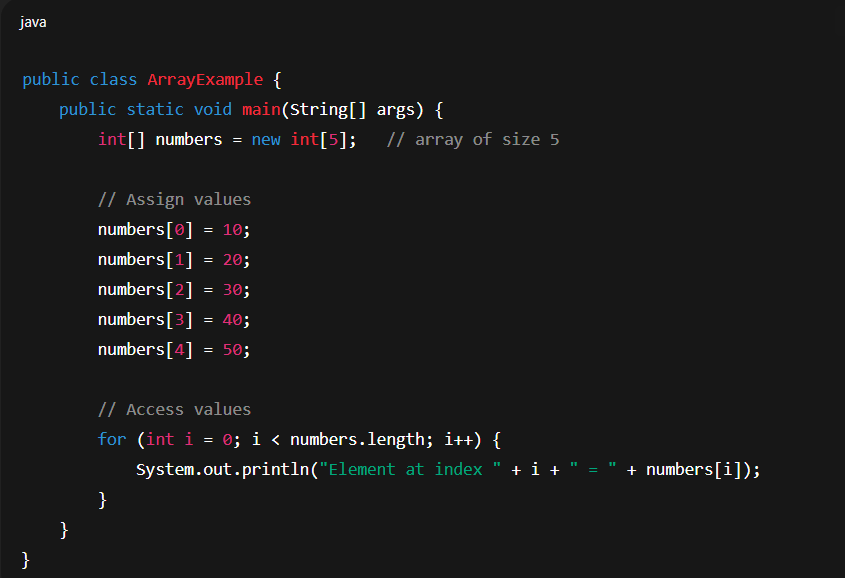 java
public class ArrayExample {
    public static void main(String[] args) {
        int[] numbers = new int[5];   // array of size 5
        // Assign values
        numbers[0] = 10;
        numbers[1] = 20;
        numbers[2] = 30;
        numbers[3] = 40;
        numbers[4] = 50;
        // Access values
        for (int i = 0; i < numbers.length; i++) {
            System.out.println("Element at index " + i + " = " + numbers[i]);
        }
    }
}